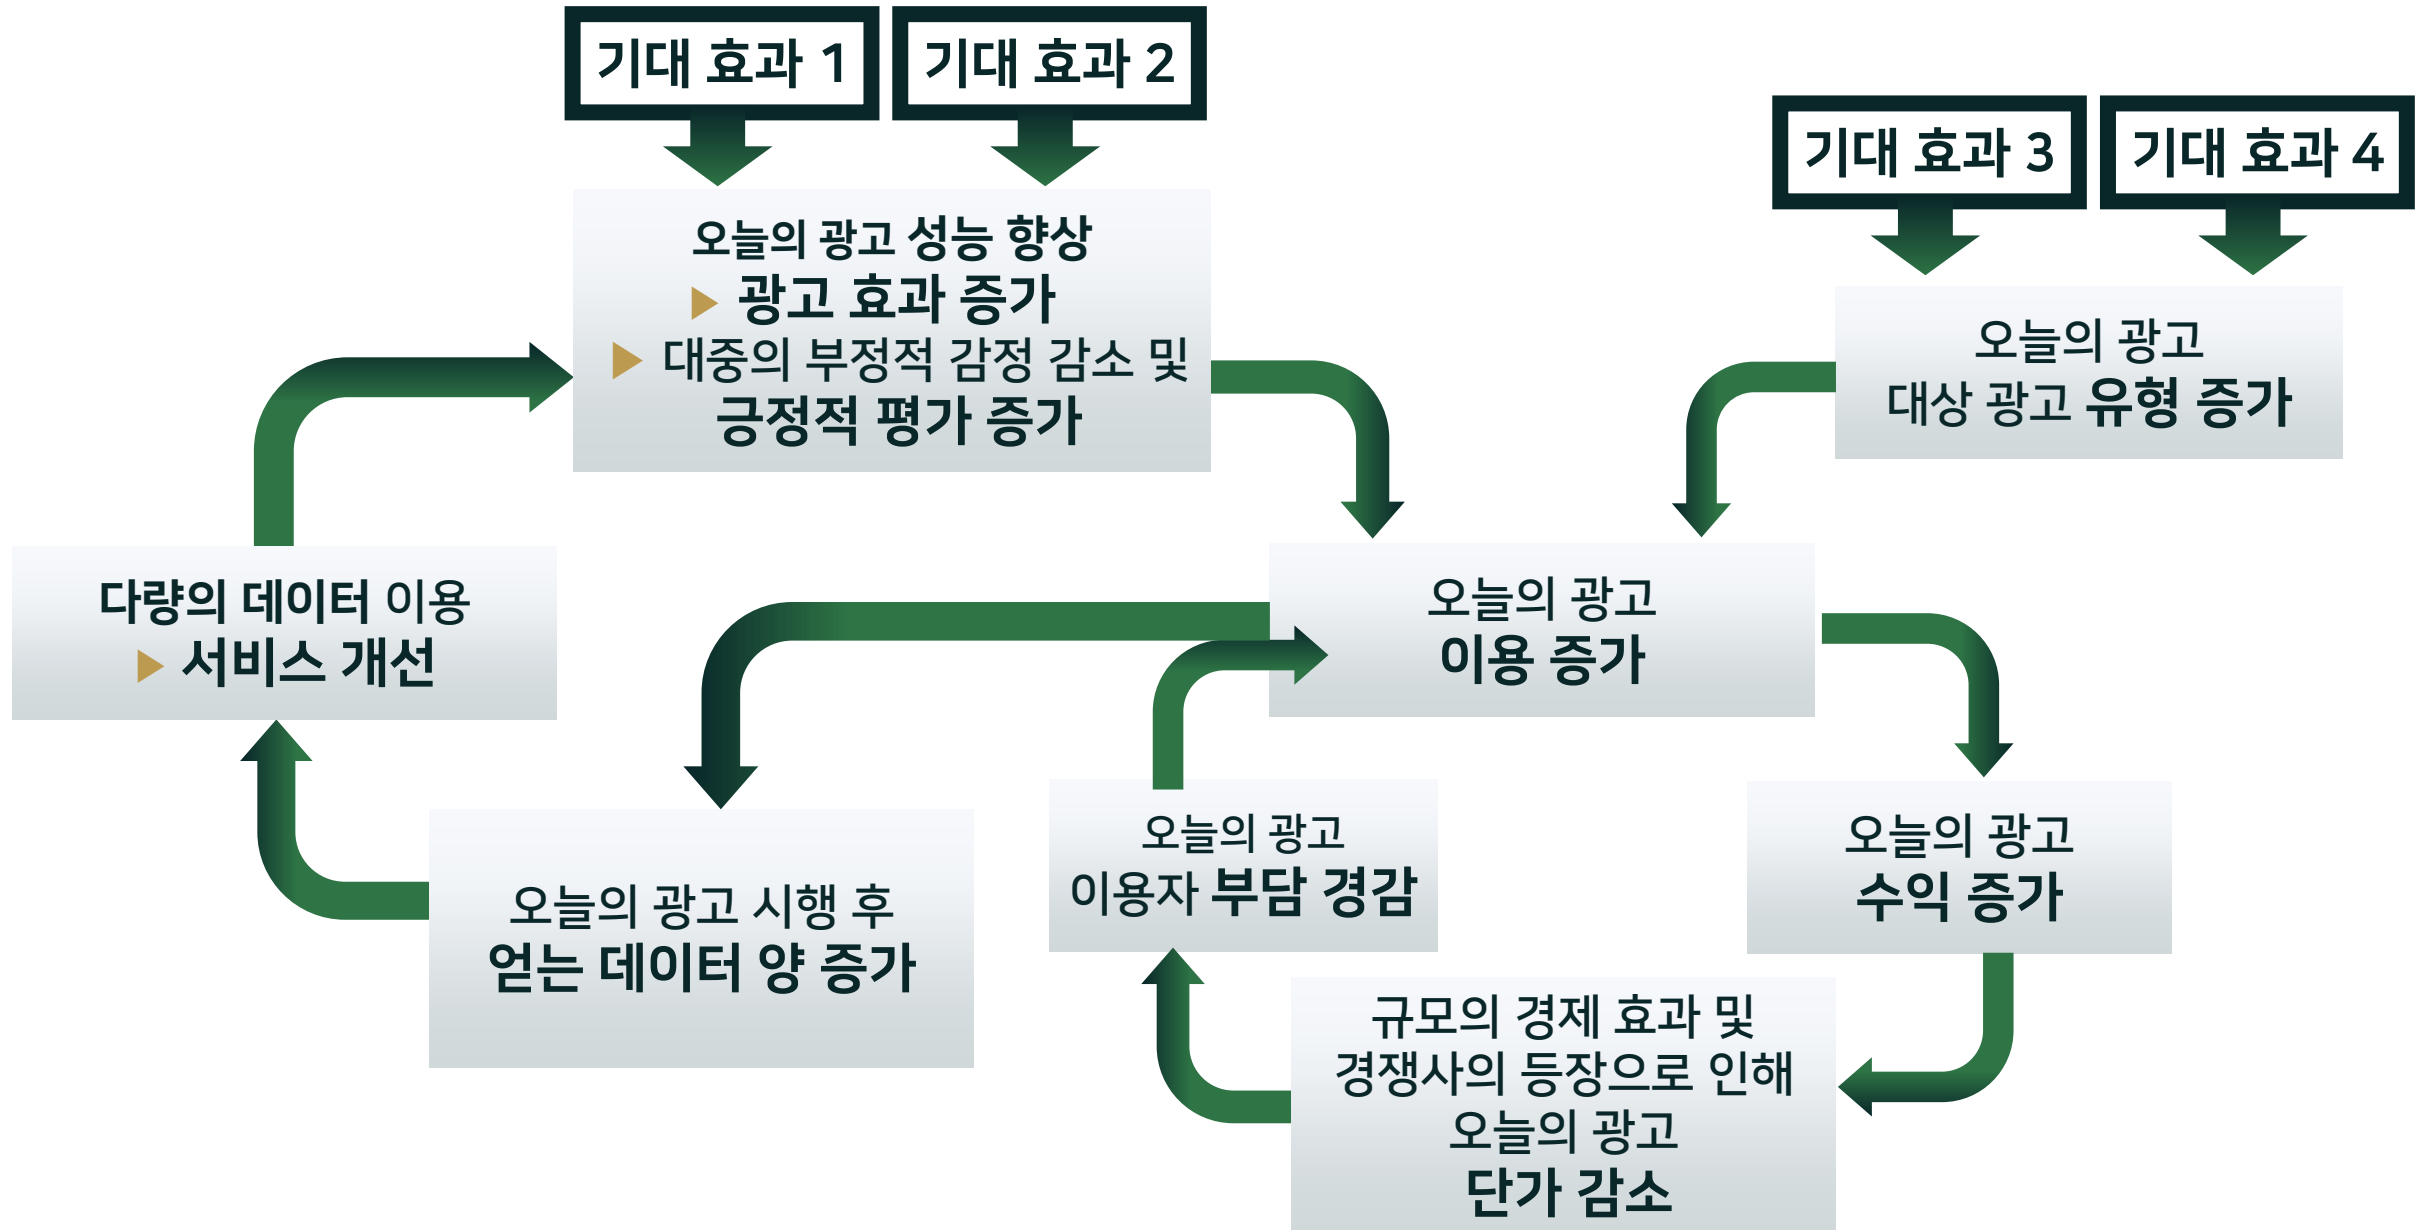 기대 효과 1
기대 효과 2
기대 효과 3
기대 효과 4
오늘의 광고 성능 향상
광고 효과 증가
대중의 부정적 감정 감소 및
긍정적 평가 증가
오늘의 광고
대상 광고 유형 증가
다량의 데이터 이용
서비스 개선
오늘의 광고
이용 증가
오늘의 광고 시행 후
얻는 데이터 양 증가
오늘의 광고
이용자 부담 경감
오늘의 광고
수익 증가
규모의 경제 효과 및
경쟁사의 등장으로 인해
오늘의 광고
단가 감소